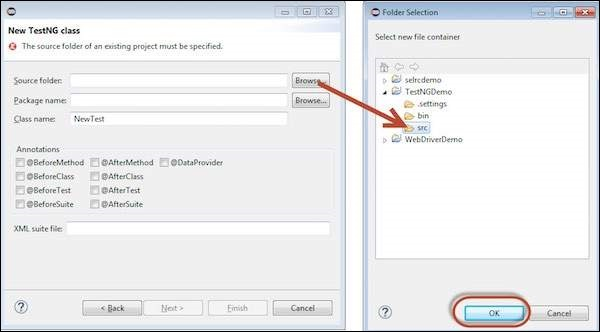 New TestNG class
The source folder of an existing project must be specified.
Source folder:
Browse...
Package name:
Browse...
Class name:
NewTest
Annotations
@BeforeMethod
@AfterMethod
@DataProvider
@BeforeClass
@AfterClass
@BeforeTest
@AfterTest
@BeforeSuite
@AfterSuite
XML suite file:
?
< Back
Next >
Finish
Cancel
Folder Selection
Select new file container
selrcdemo
TestNGDemo
.settings
bin
src
WebDriverDemo
?
OK
Cancel